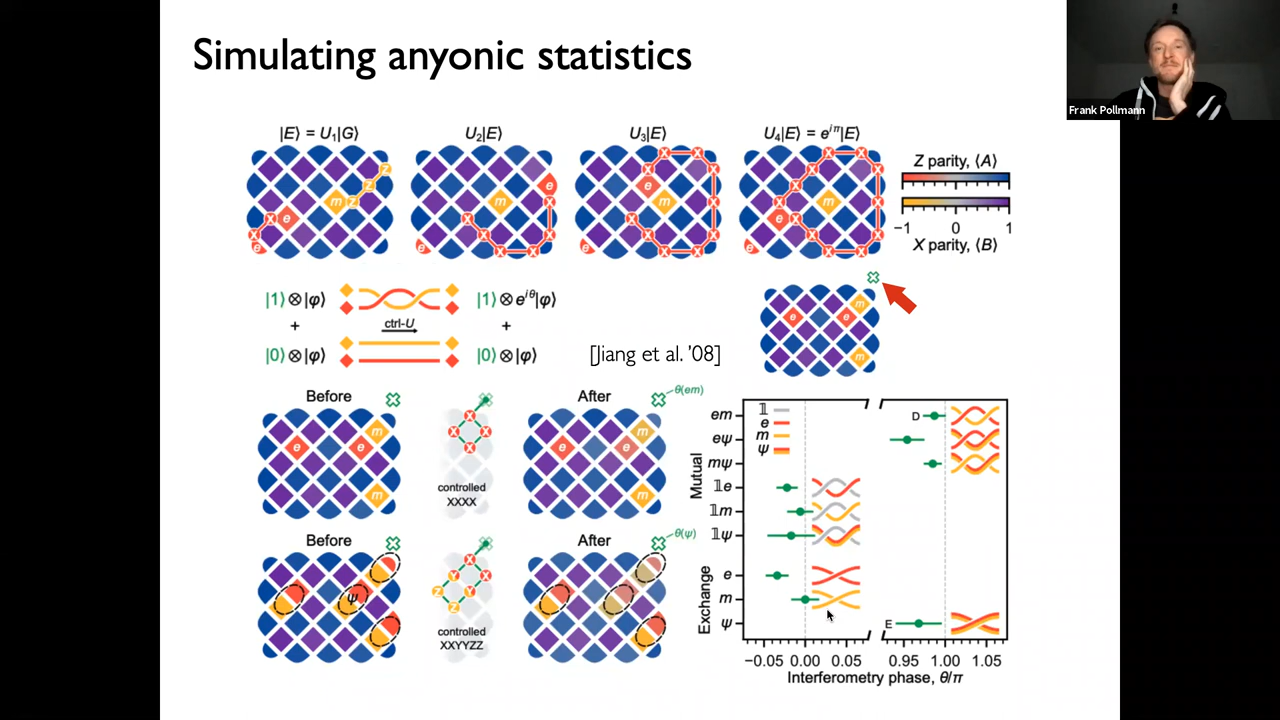 Simulating anyonic statistics
Frank Pollmann
|E⟩ = U₁|G⟩
U₂|E⟩
U₃|E⟩
U₄|E⟩ = e^{iπ}|E⟩
Z
Z
m Z
X e
X
e
e
m X
X
X
X X X
e
X X
X
e X
m X
X
X X
X X
e
X X
X X
X m X
e X
X X
X X
e
Z parity, ⟨A⟩
−1 0 1
X parity, ⟨B⟩
|1⟩⊗|φ⟩
|1⟩⊗e^{iθ}|φ⟩
+
ctrl-U
+
|0⟩⊗|φ⟩
|0⟩⊗|φ⟩
[Jiang et al. '08]
m
e e
m
Before
After
θ(em)
m
e
m
X
X X
X
controlled
XXXX
m
e e
m
Before
After
θ(ψ)
ψ
X
Y X
Z Y
Z
controlled
XXYYZZ
Mutual
Exchange
em
eψ
mψ
𝟙e
𝟙m
𝟙ψ
e
m
ψ
𝟙
e
m
ψ
D
E
−0.05 0.00 0.05 0.95 1.00 1.05
Interferometry phase, θ/π